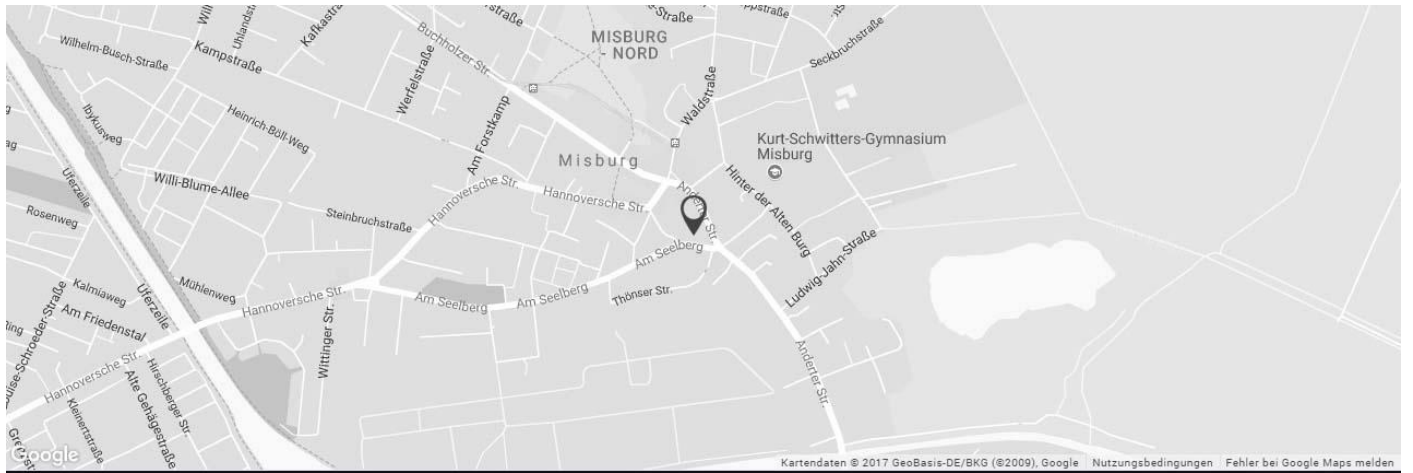 Wilhelm-Busch-Straße
Uhlandstraße
Kafkastraße
Kampstraße
Buchholzer Str.
Werfelstraße
Am Forstkamp
MISBURG
- NORD
Waldstraße
Seckbruchstraße
Ibykusweg
Heinrich-Böll-Weg
Willi-Blume-Allee
Steinbruchstraße
Hannoversche Str.
Misburg
Hannoversche Str.
Kurt-Schwitters-Gymnasium
Misburg
Hinter der Alten Burg
Anderter Str.
Am Seelberg
Ludwig-Jahn-Straße
Uferzeile
Rosenweg
Mühlenweg
Kalmiaweg
Uferzeile
Am Friedenstal
Hannoversche Str.
Am Seelberg
Am Seelberg
Thönser Str.
Wittinger Str.
Hannoversche Str.
Hirschberger Str.
Alte Gehägestraße
Kleinertstraße
Anderter Str.
Google
Kartendaten © 2017 GeoBasis-DE/BKG (©2009), Google Nutzungsbedingungen Fehler bei Google Maps melden